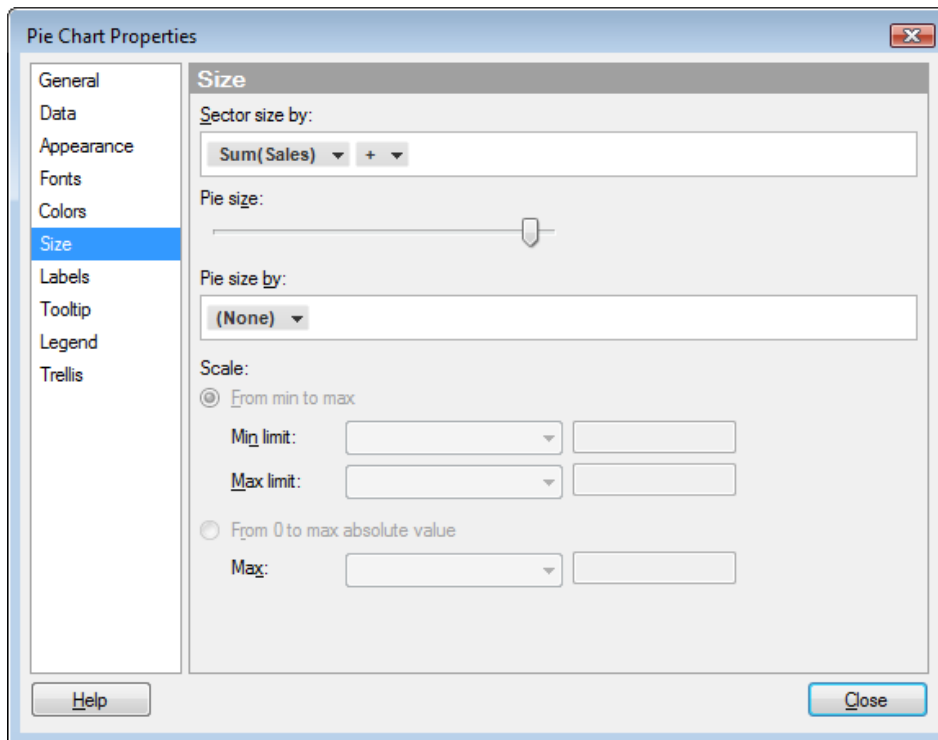 Pie Chart Properties
General
Data
Appearance
Fonts
Colors
Size
Labels
Tooltip
Legend
Trellis
Size
Sector size by:
Sum(Sales) +
Pie size:
Pie size by:
(None)
Scale:
From min to max
Min limit:
Max limit:
From 0 to max absolute value
Max:
Help
Close